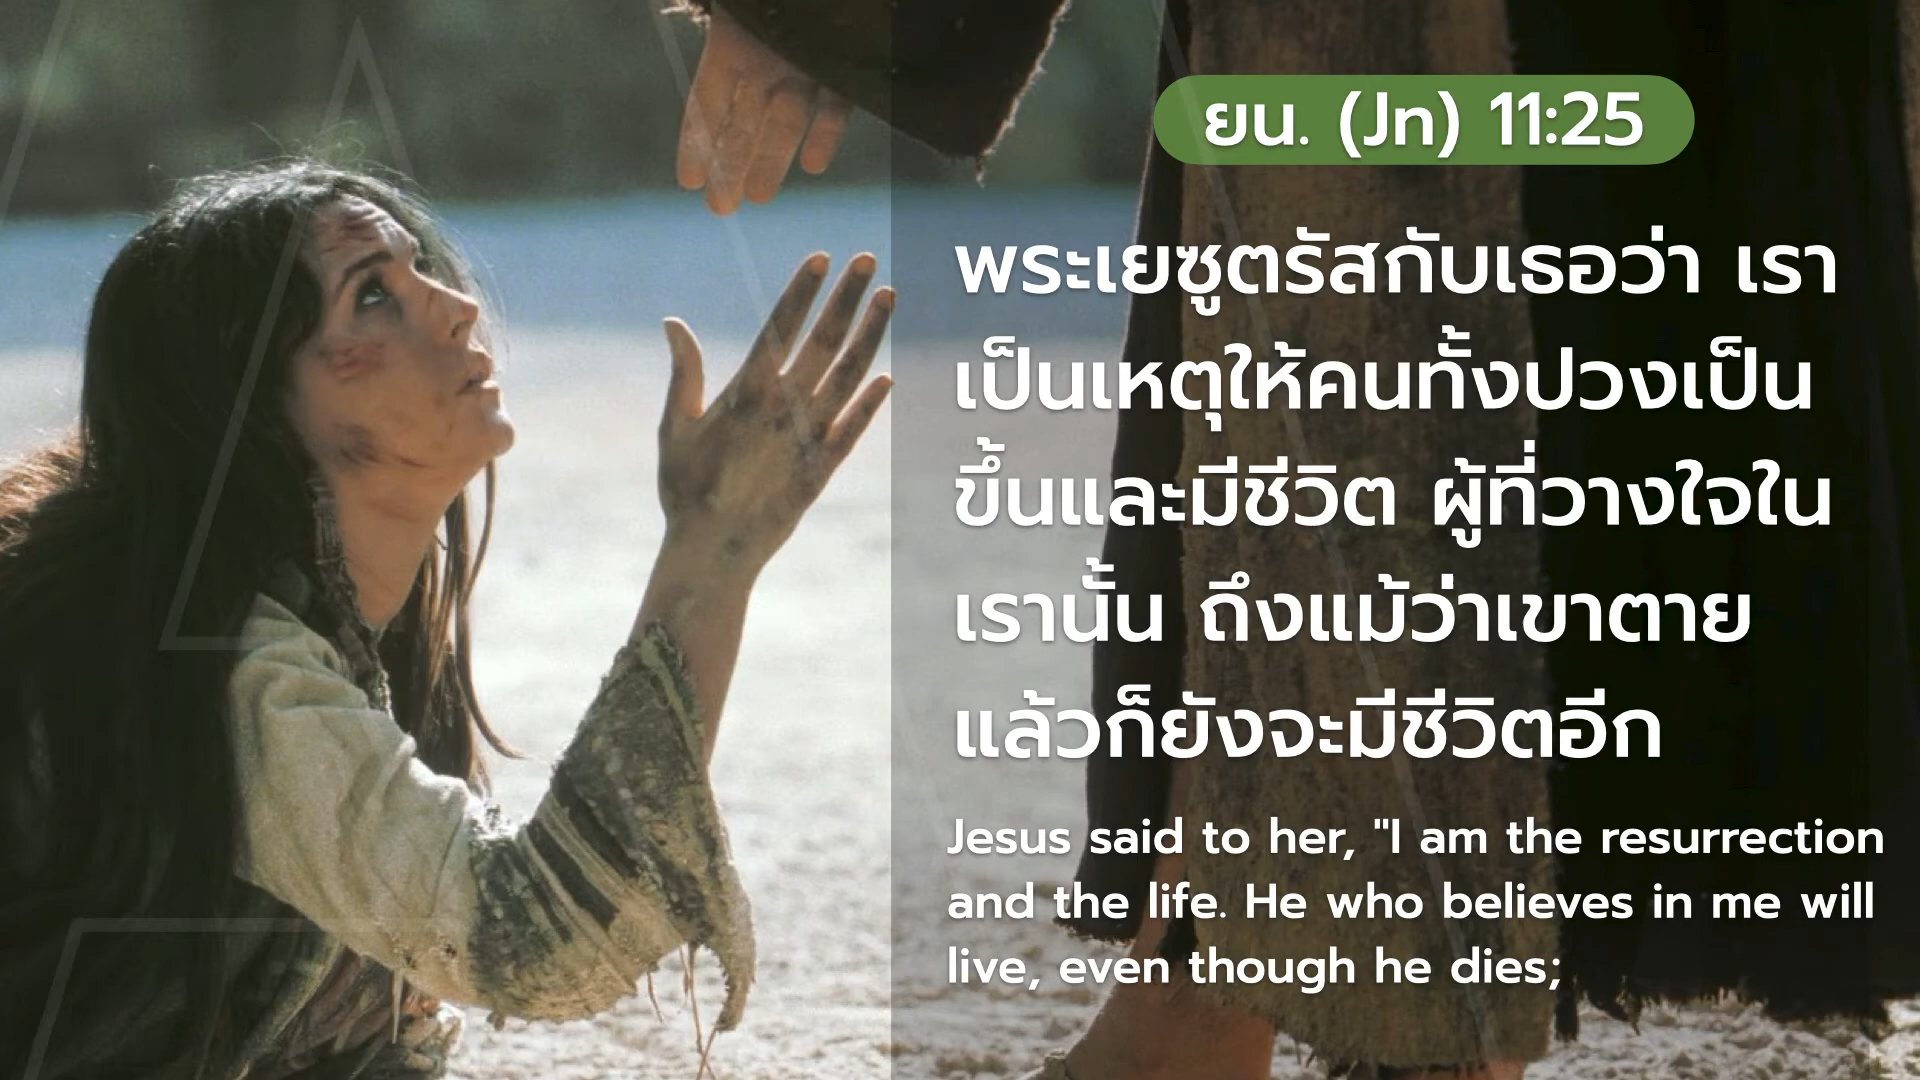 ยน. (Jn) 11:25
พระเยซูตรัสกับเธอว่า เรา
เป็นเหตุให้คนทั้งปวงเป็น
ขึ้นและมีชีวิต ผู้ที่วางใจใน
เรานั้น ถึงแม้ว่าเขาตาย
แล้วก็ยังจะมีชีวิตอีก
Jesus said to her, "I am the resurrection
and the life. He who believes in me will
live, even though he dies;